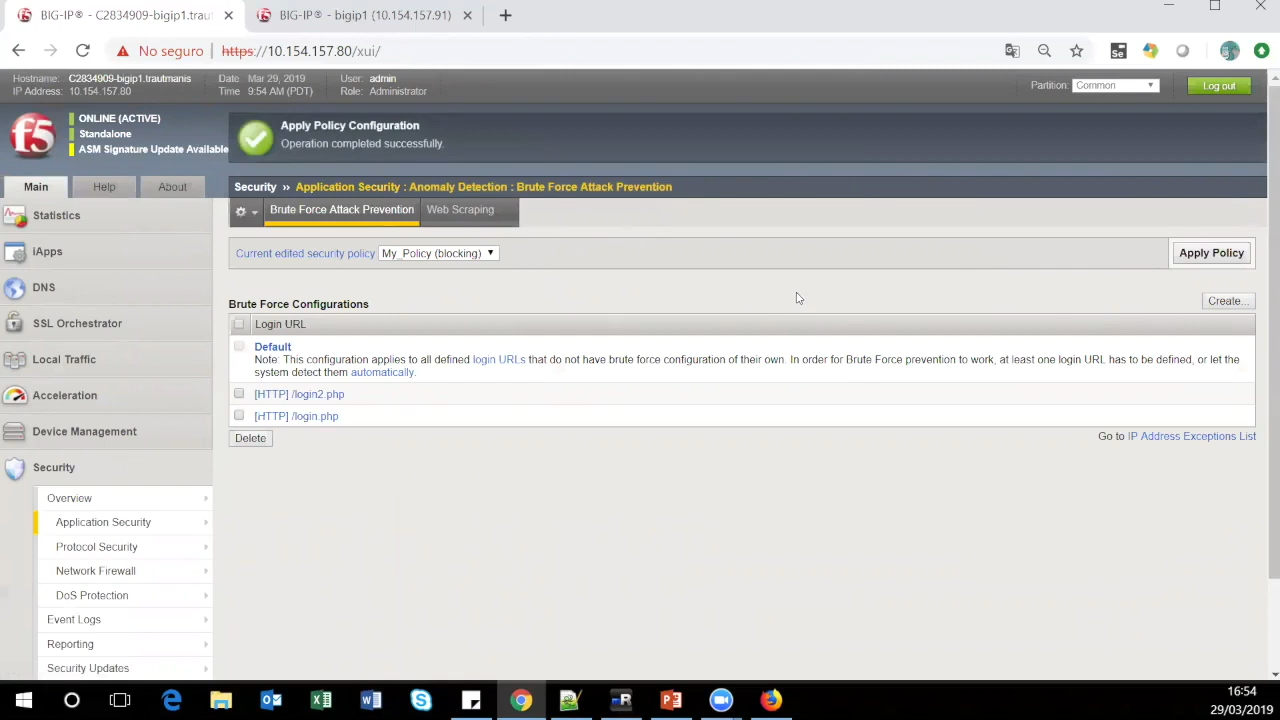 BIG-IP® - C2834909-bigip1.traut
BIG-IP® - bigip1 (10.154.157.91)
No seguro
https://10.154.157.80/xui/
Hostname: C2834909-bigip1.trautmanis
Date Mar 29, 2019
User: admin
IP Address: 10.154.157.80
Time 9:54 AM (PDT)
Role: Administrator
Partition: Common
Log out
f5
ONLINE (ACTIVE)
Standalone
ASM Signature Update Available
Apply Policy Configuration
Operation completed successfully.
Main
Help
About
Security ›› Application Security : Anomaly Detection : Brute Force Attack Prevention
Brute Force Attack Prevention
Web Scraping
Statistics
iApps
DNS
SSL Orchestrator
Local Traffic
Acceleration
Device Management
Security
Overview
Application Security
Protocol Security
Network Firewall
DoS Protection
Event Logs
Reporting
Security Updates
Current edited security policy My_Policy (blocking)
Apply Policy
Brute Force Configurations
Create...
Login URL
Default
Note: This configuration applies to all defined login URLs that do not have brute force configuration of their own. In order for Brute Force prevention to work, at least one login URL has to be defined, or let the
system detect them automatically.
[HTTP] /login2.php
[HTTP] /login.php
Delete
Go to IP Address Exceptions List
16:54
29/03/2019